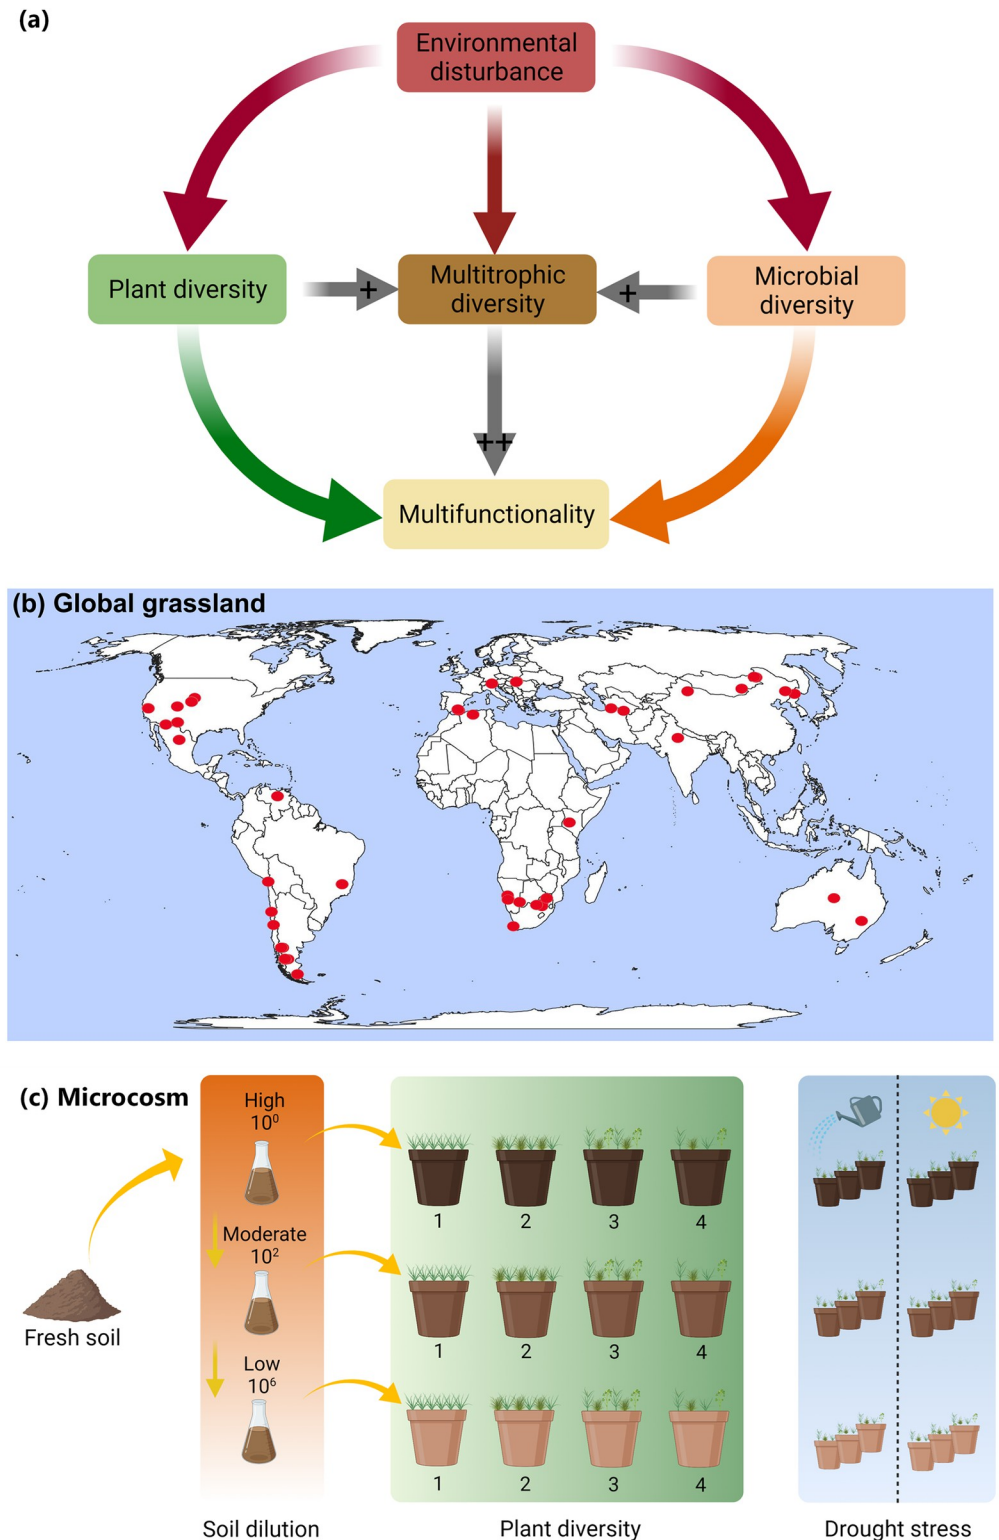 (a)
Environmental
disturbance
Plant diversity
+
Multitrophic
diversity
+
Microbial
diversity
++
Multifunctionality
(b) Global grassland
(c) Microcosm
High
10⁰
Moderate
10²
Low
10⁶
Fresh soil
1 2 3 4
1 2 3 4
1 2 3 4
Soil dilution
Plant diversity
Drought stress